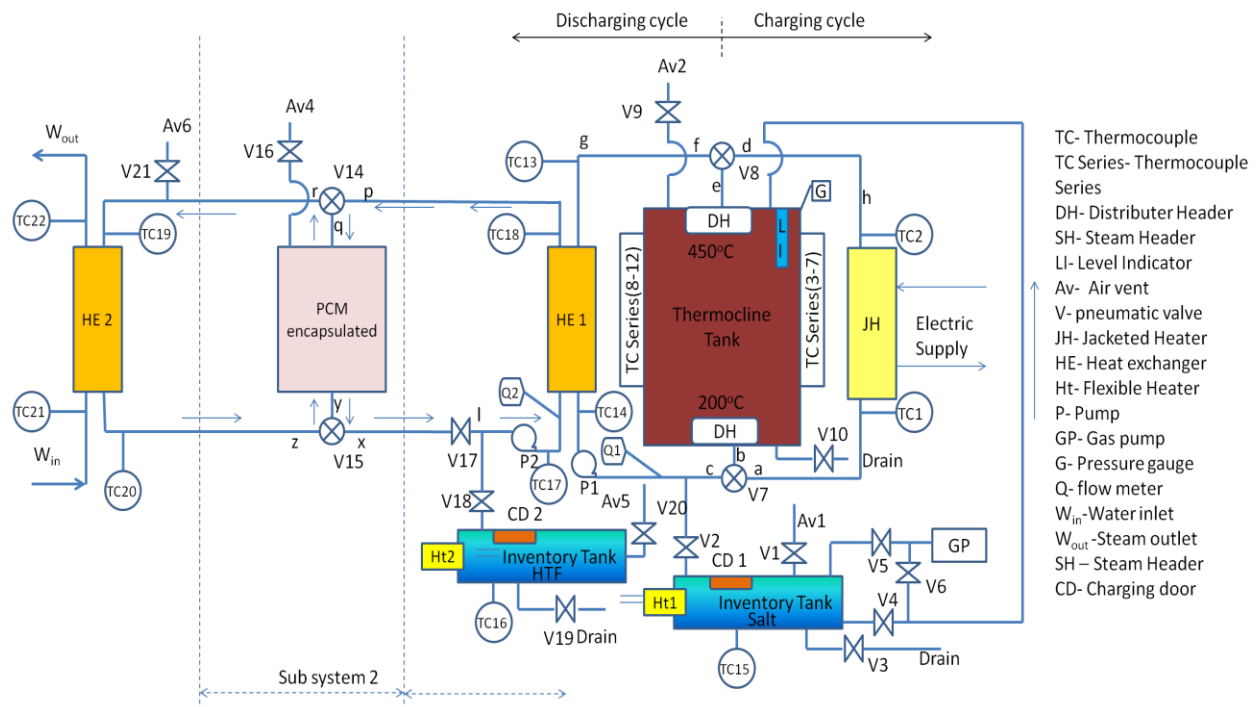 Discharging cycle
Charging cycle
Av2
V9
Av4
Av6
Wout
V16
V21
V14
g
TC13
f
d
V8
e
r
p
q
h
G
TC22
TC19
TC18
DH
LI
TC2
450°C
HE 2
PCM
encapsulated
HE 1
TC Series(8-12)
Thermocline
Tank
TC Series(3-7)
JH
Electric
Supply
Q2
200°C
TC21
y
TC14
TC1
z
x
l
DH
V10
V15
V17
Q1
b
Drain
Win
P2
P1
c
a
TC20
TC17
V7
V18
Av5
V20
CD 2
V2
Av1
Ht2
Inventory Tank
HTF
CD 1
V1
V5
GP
V6
Ht1
Inventory Tank
Salt
V4
TC16
V19
Drain
TC15
V3
Drain
Sub system 2
TC- Thermocouple
TC Series- Thermocouple
Series
DH- Distributer Header
SH- Steam Header
LI- Level Indicator
Av- Air vent
V- pneumatic valve
JH- Jacketed Heater
HE- Heat exchanger
Ht- Flexible Heater
P- Pump
GP- Gas pump
G- Pressure gauge
Q- flow meter
Win-Water inlet
Wout -Steam outlet
SH – Steam Header
CD- Charging door